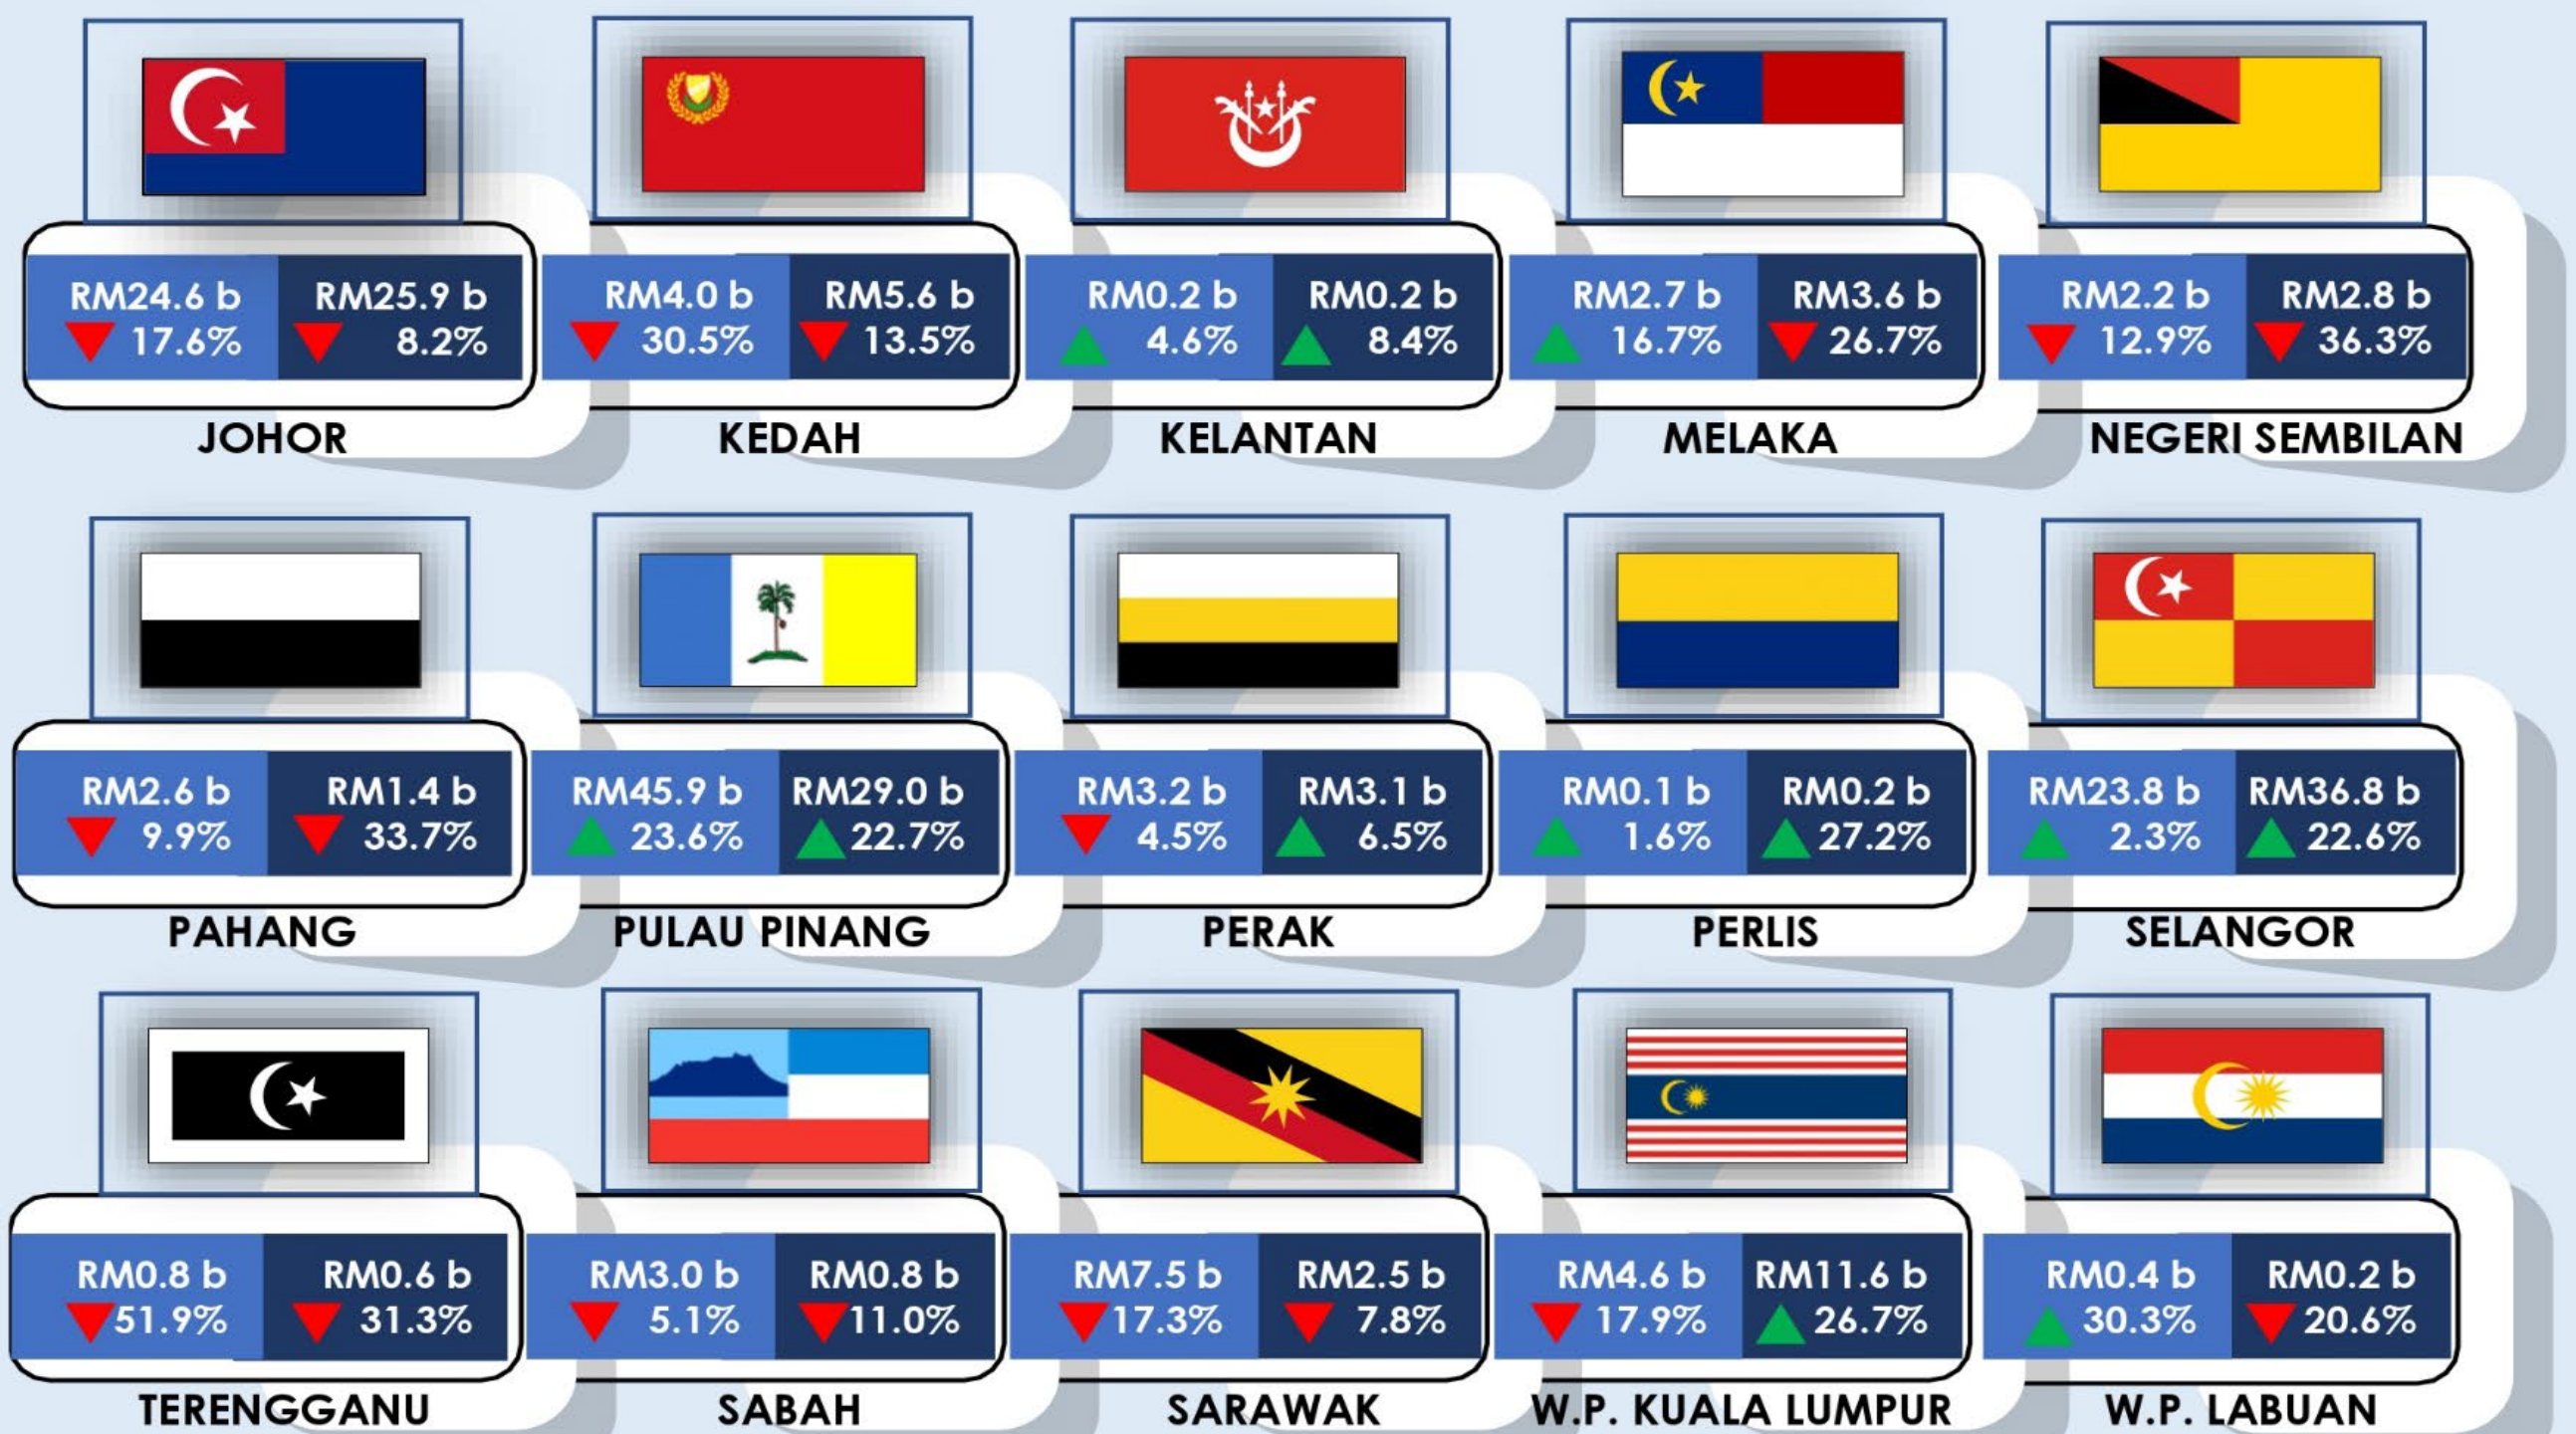 RM24.6 b RM25.9 b
17.6% 8.2%
JOHOR
RM4.0 b RM5.6 b
30.5% 13.5%
KEDAH
RM0.2 b RM0.2 b
4.6% 8.4%
KELANTAN
RM2.7 b RM3.6 b
16.7% 26.7%
MELAKA
RM2.2 b RM2.8 b
12.9% 36.3%
NEGERI SEMBILAN
RM2.6 b RM1.4 b
9.9% 33.7%
PAHANG
RM45.9 b RM29.0 b
23.6% 22.7%
PULAU PINANG
RM3.2 b RM3.1 b
4.5% 6.5%
PERAK
RM0.1 b RM0.2 b
1.6% 27.2%
PERLIS
RM23.8 b RM36.8 b
2.3% 22.6%
SELANGOR
RM0.8 b RM0.6 b
51.9% 31.3%
TERENGGANU
RM3.0 b RM0.8 b
5.1% 11.0%
SABAH
RM7.5 b RM2.5 b
17.3% 7.8%
SARAWAK
RM4.6 b RM11.6 b
17.9% 26.7%
W.P. KUALA LUMPUR
RM0.4 b RM0.2 b
30.3% 20.6%
W.P. LABUAN